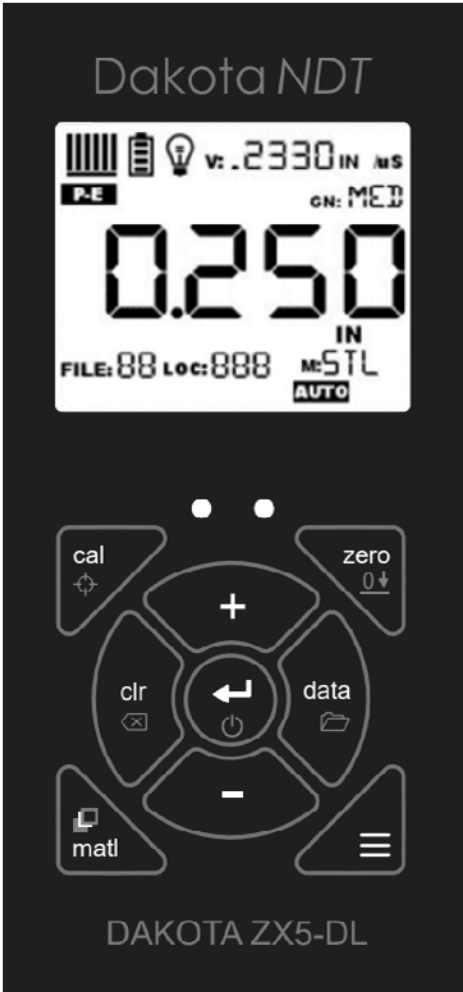 Dakota NDT
V: .2330 IN /uS
P-E
GN: MED
0.250
IN
FILE: 88 LOC: 888 M: STL
AUTO
cal
zero
0
+
clr
data
-
matl
DAKOTA ZX5-DL